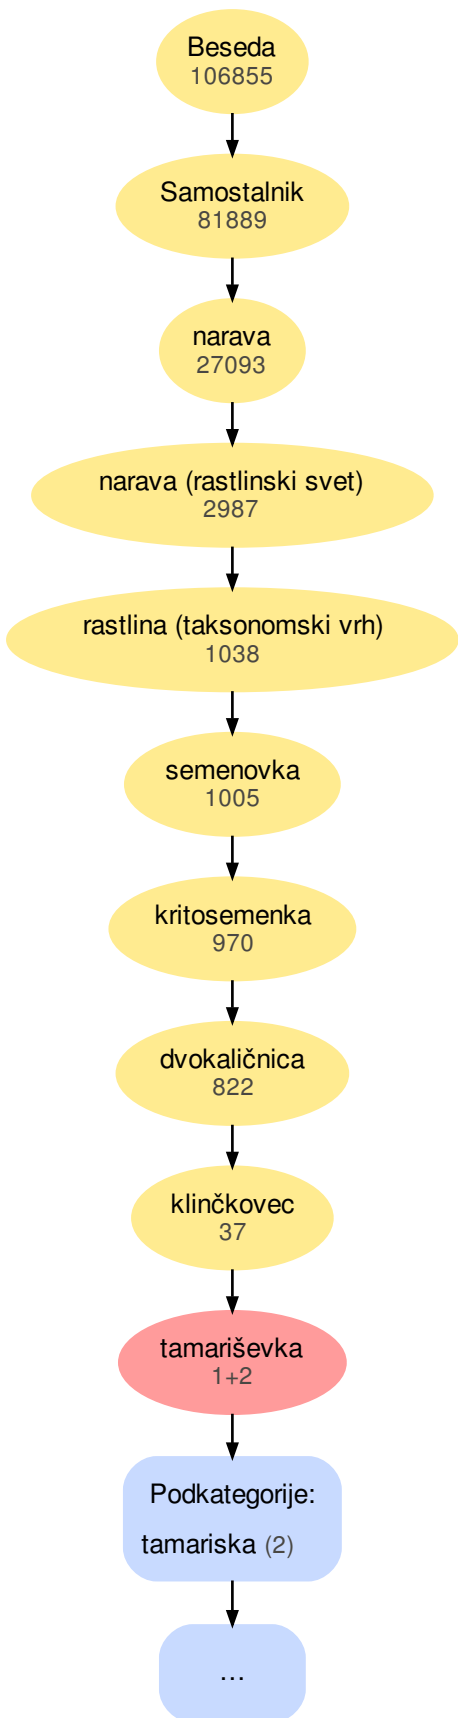 Beseda
106855
Samostalnik
81889
narava
27093
narava (rastlinski svet)
2987
rastlina (taksonomski vrh)
1038
semenovka
1005
kritosemenka
970
dvokaličnica
822
klinčkovec
37
tamariševka
1+2
Podkategorije:
tamariska (2)
...